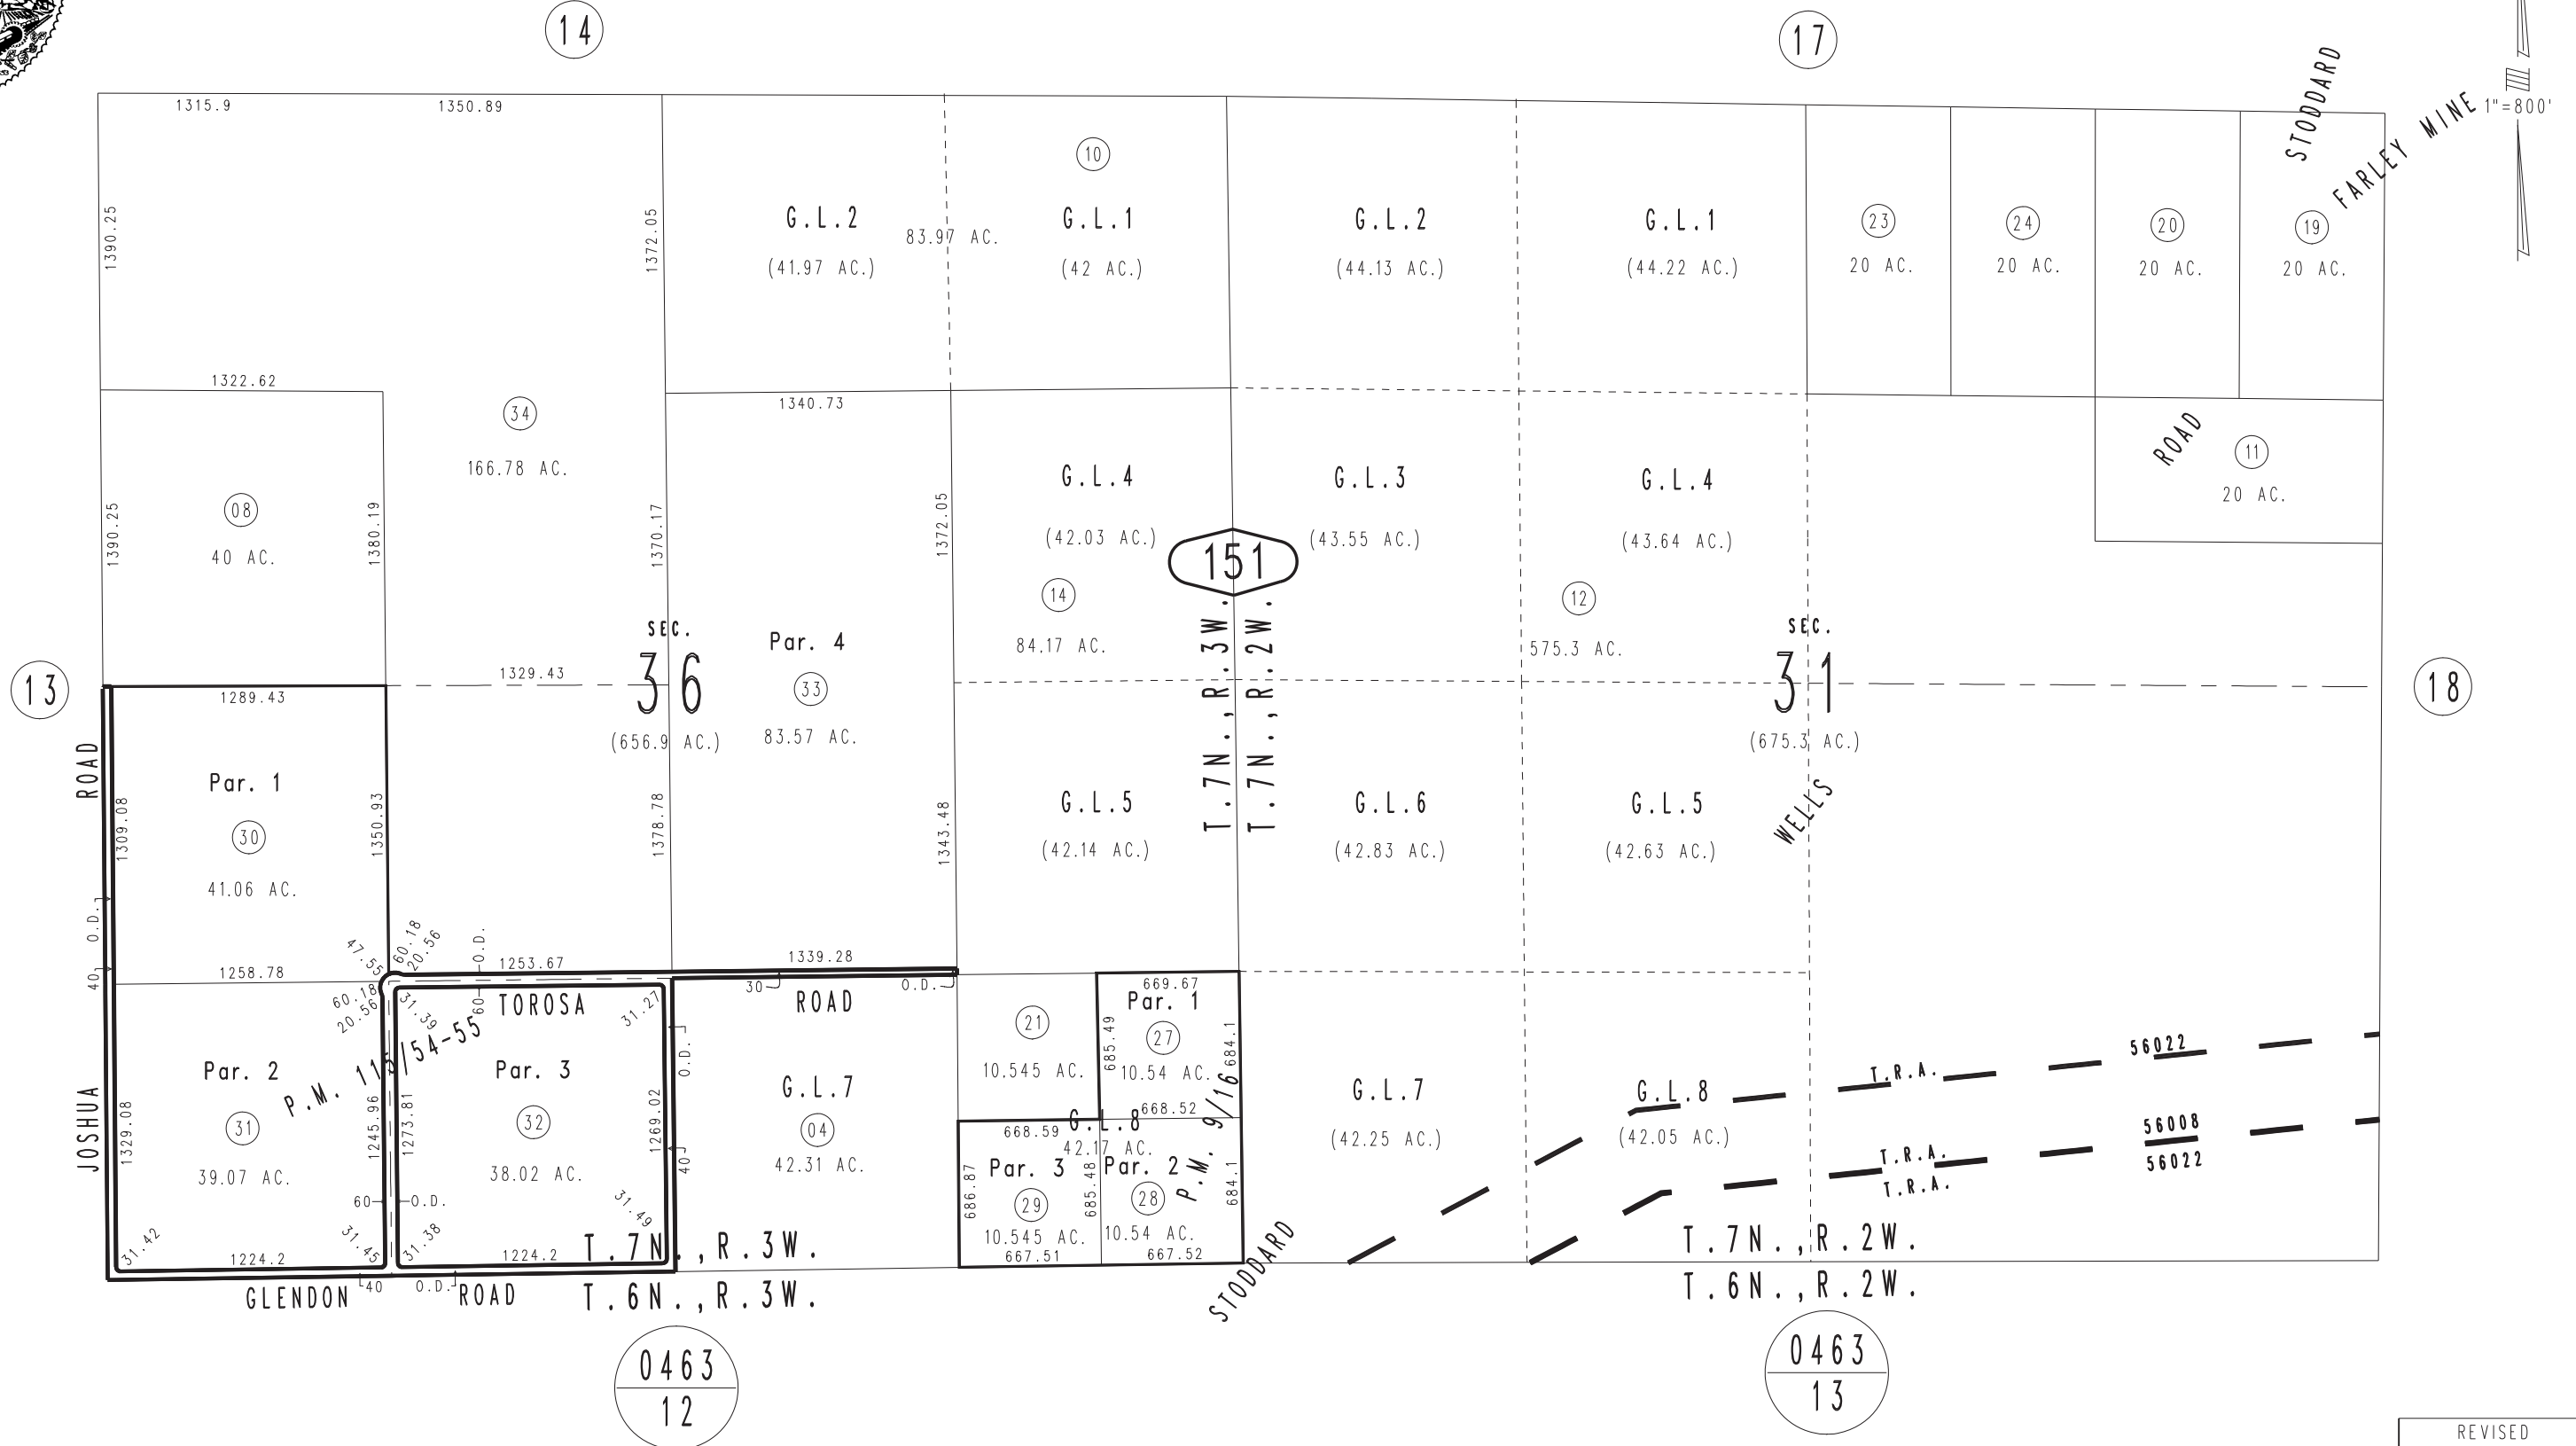 14
17
STODDARD
FARLEY MINE
1"=800'
1315.9
1350.89
10
G.L.2
83.97 AC.
G.L.1
G.L.2
G.L.1
23
24
20
19
(41.97 AC.)
(42 AC.)
(44.13 AC.)
(44.22 AC.)
20 AC.
20 AC.
20 AC.
20 AC.
1390.25
1372.05
1322.62
34
1340.73
ROAD
11
166.78 AC.
G.L.4
G.L.3
G.L.4
20 AC.
08
1390.25
1380.19
1370.17
1372.05
(42.03 AC.)
(43.55 AC.)
(43.64 AC.)
40 AC.
151
14
12
SEC.
36
(656.9 AC.)
Par. 4
33
83.57 AC.
84.17 AC.
T.7N.,R.3W.
T.7N.,R.2W.
575.3 AC.
SEC.
31
(675.3 AC.)
13
18
1289.43
1329.43
ROAD
Par. 1
30
41.06 AC.
1309.08
1350.93
1378.78
1343.48
G.L.5
G.L.6
G.L.5
WELLS
(42.14 AC.)
(42.83 AC.)
(42.63 AC.)
O.D.
40
47.55
60.18
20.56
O.D.
1258.78
1253.67
1339.28
60.18
20.56
31.39
60
TOROSA
31.27
30
ROAD
O.D.
669.67
Par. 1
27
10.54 AC.
685.49
684.1
21
10.545 AC.
P.M. 115/54-55
JOSHUA
Par. 2
31
39.07 AC.
1329.08
1245.96
1273.81
Par. 3
32
38.02 AC.
1269.02
O.D.
40
G.L.7
04
42.31 AC.
668.59
G.L.8
668.52
42.17 AC.
P.M. 9/16
Par. 3
29
10.545 AC.
686.87
685.48
Par. 2
28
10.54 AC.
684.1
667.51
667.52
G.L.7
(42.25 AC.)
G.L.8
(42.05 AC.)
T.R.A.
56022
56008
T.R.A.
T.R.A.
56022
60
O.D.
31.42
31.45
31.38
31.49
1224.2
1224.2
T.7N.,R.3W.
T.7N.,R.2W.
GLENDON
40
O.D.
ROAD
T.6N.,R.3W.
STODDARD
T.6N.,R.2W.
0463
12
0463
13
REVISED